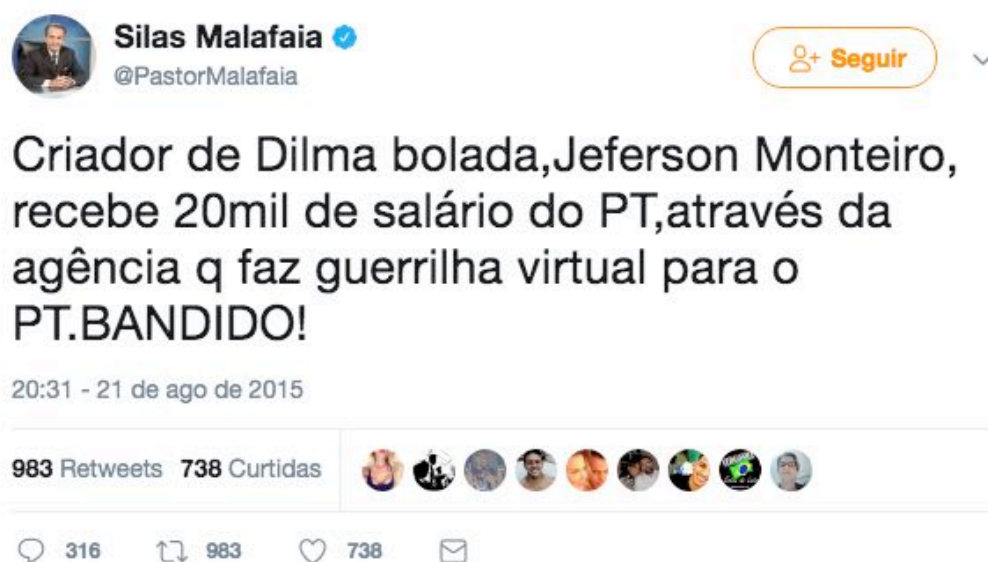 Silas Malafaia
@PastorMalafaia
Seguir
Criador de Dilma bolada,Jeferson Monteiro,
recebe 20mil de salário do PT,através da
agência q faz guerrilha virtual para o
PT.BANDIDO!
20:31 - 21 de ago de 2015
983 Retweets 738 Curtidas
316 983 738